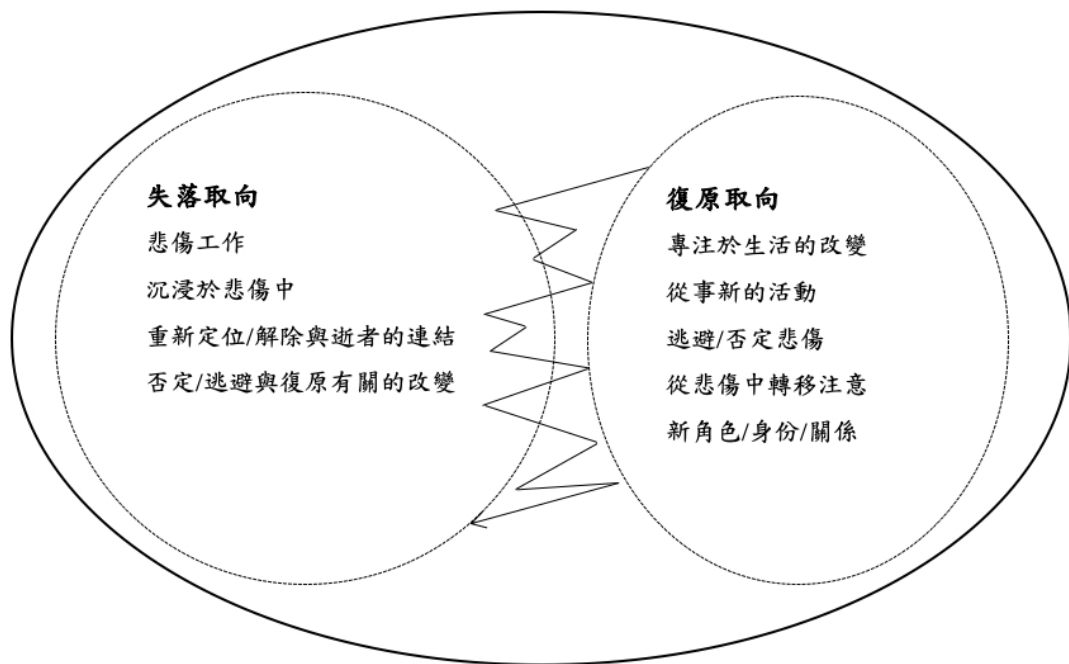 失落取向
悲傷工作
沉浸於悲傷中
重新定位/解除與逝者的連結
否定/逃避與復原有關的改變
復原取向
專注於生活的改變
從事新的活動
逃避/否定悲傷
從悲傷中轉移注意
新角色/身份/關係